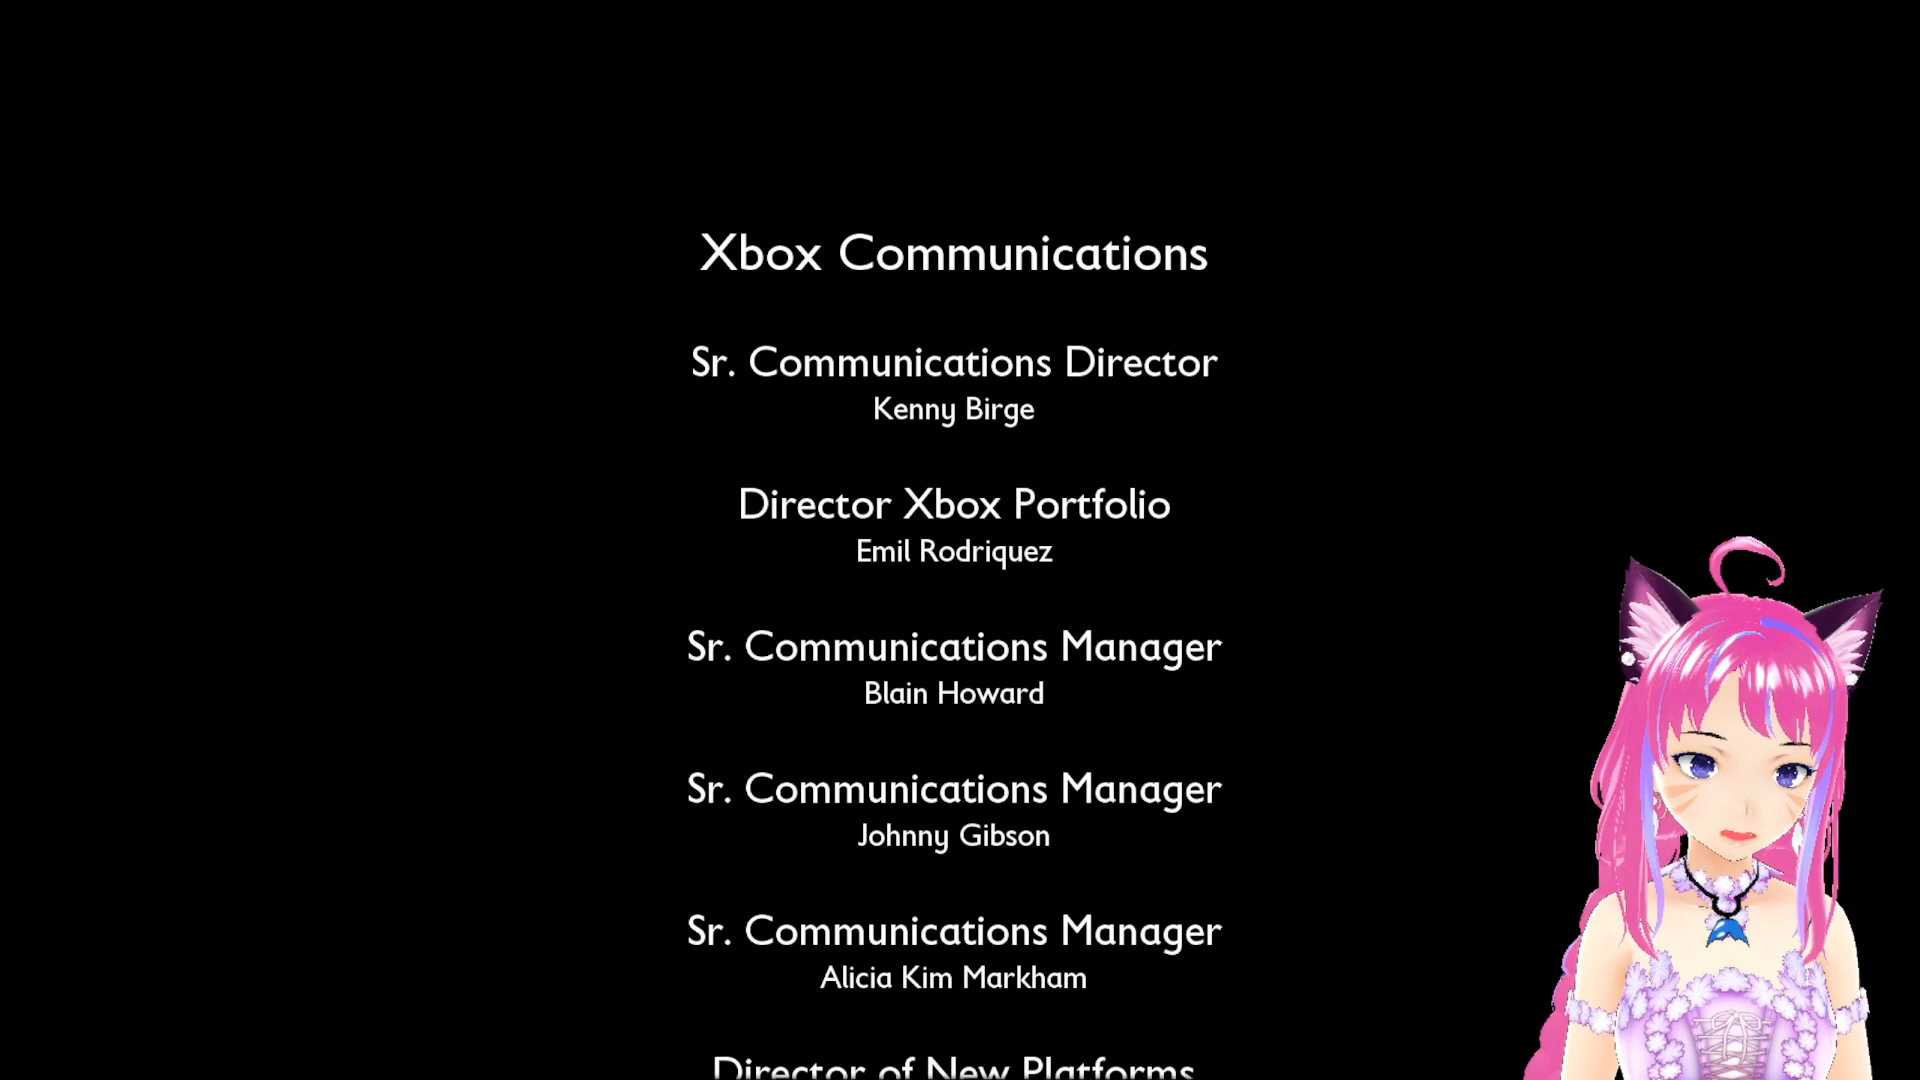 Xbox Communications
Sr. Communications Director
Kenny Birge
Director Xbox Portfolio
Emil Rodriquez
Sr. Communications Manager
Blain Howard
Sr. Communications Manager
Johnny Gibson
Sr. Communications Manager
Alicia Kim Markham
Director of New Platforms